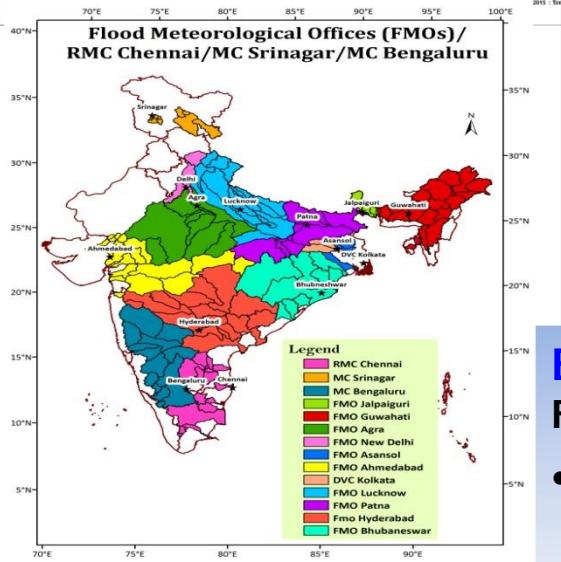 2015 : Tim
70°E 75°E 80°E 85°E 90°E 95°E 100°E
Flood Meteorological Offices (FMOs)/
RMC Chennai/MC Srinagar/MC Bengaluru
40°N
35°N 35°N
30°N 30°N
25°N 25°N
20°N 20°N
15°N 15°N
10°N 10°N
5°N 5°N
N
Srinagar
Delhi
Agra
Lucknow
Jalpaiguri
Guwahati
Patna
Asansol
Ahmedabad
DVC Kolkata
Bhubneshwar
Hyderabad
Bengaluru
Chennai
Legend
RMC Chennai
MC Srinagar
MC Bengaluru
FMO Jalpaiguri
FMO Guwahati
FMO Agra
FMO New Delhi
FMO Asansol
FMO Ahmedabad
DVC Kolkata
FMO Lucknow
FMO Patna
Fmo Hyderabad
FMO Bhubaneswar
70°E 75°E 80°E 85°E 90°E